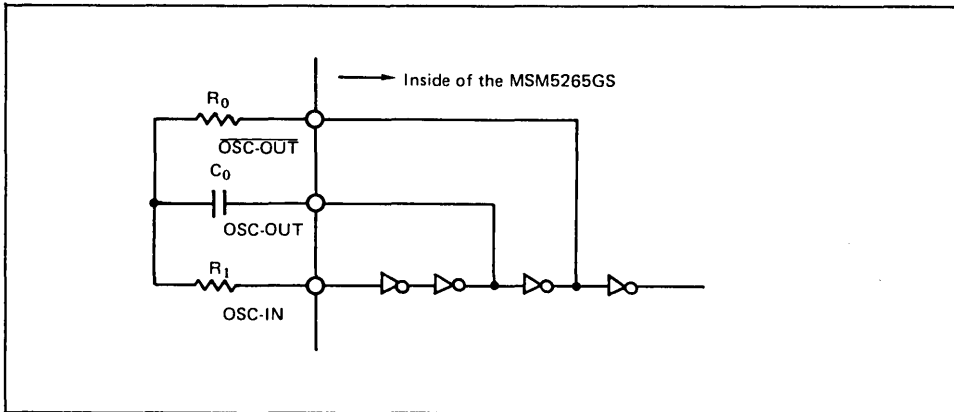 Inside of the MSM5265GS
R₀
OSC-OUT
C₀
OSC-OUT
R₁
OSC-IN